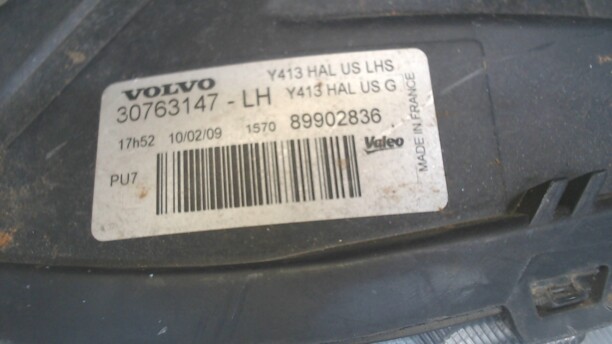 VOLVO
Y413 HAL US LHS
30763147 - LH
Y413 HAL US G
17h52 10/02/09 1570 89902836
PU7
Valeo
MADE IN FRANCE